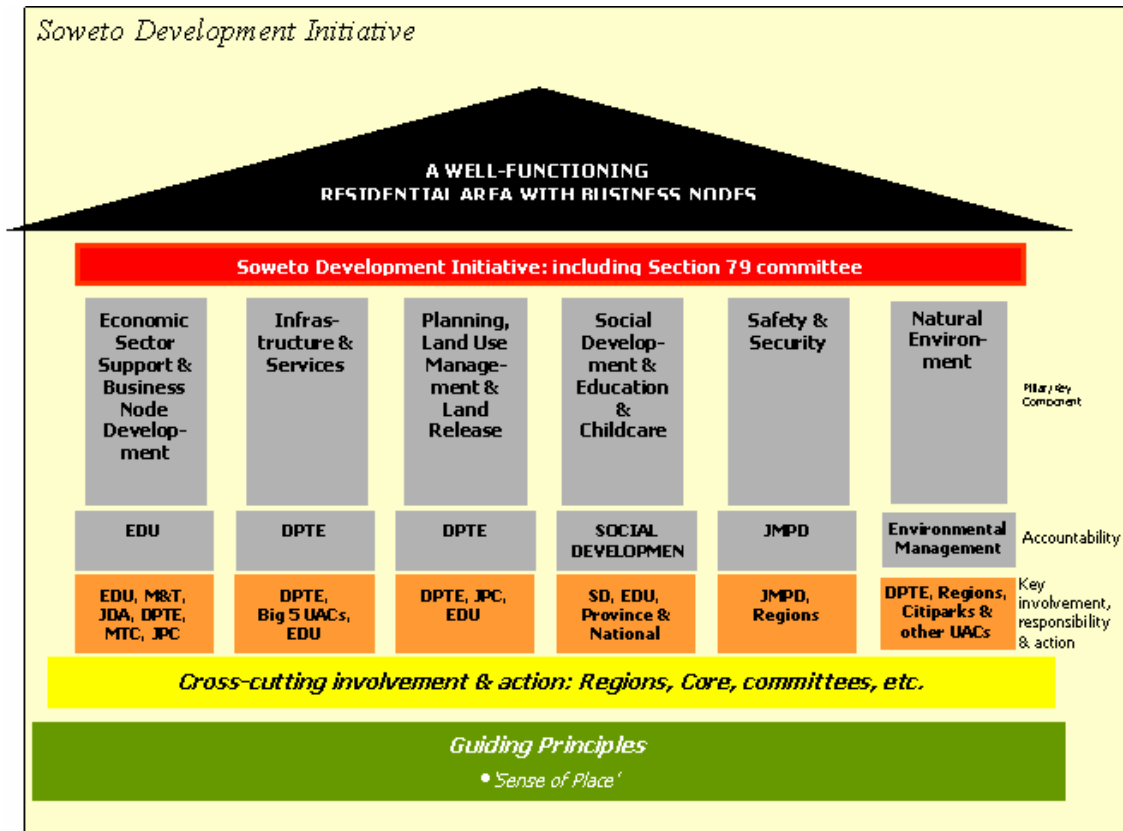 Soweto Development Initiative
A WELL-FUNCTIONING
RESIDENTIAL AREA WITH BUSINESS NODES
Soweto Development Initiative: including Section 79 committee
Economic
Sector
Support &
Business
Node
Develop-
ment
Infras-
tructure &
Services
Planning,
Land Use
Manage-
ment &
Land
Release
Social
Develop-
ment &
Education
&
Childcare
Safety &
Security
Natural
Environ-
ment
Pillar/Key
Component
EDU
DPTE
DPTE
SOCIAL
DEVELOPMEN
JMPD
Environmental
Management
Accountability
EDU, M&T,
JDA, DPTE,
MTC, JPC
DPTE,
Big 5 UACs,
EDU
DPTE, JPC,
EDU
SD, EDU,
Province &
National
JMPD,
Regions
DPTE, Regions,
Citiparks &
other UACs
Key
involvement,
responsibility
& action
Cross-cutting involvement & action: Regions, Core, committees, etc.
Guiding Principles
• 'Sense of Place'